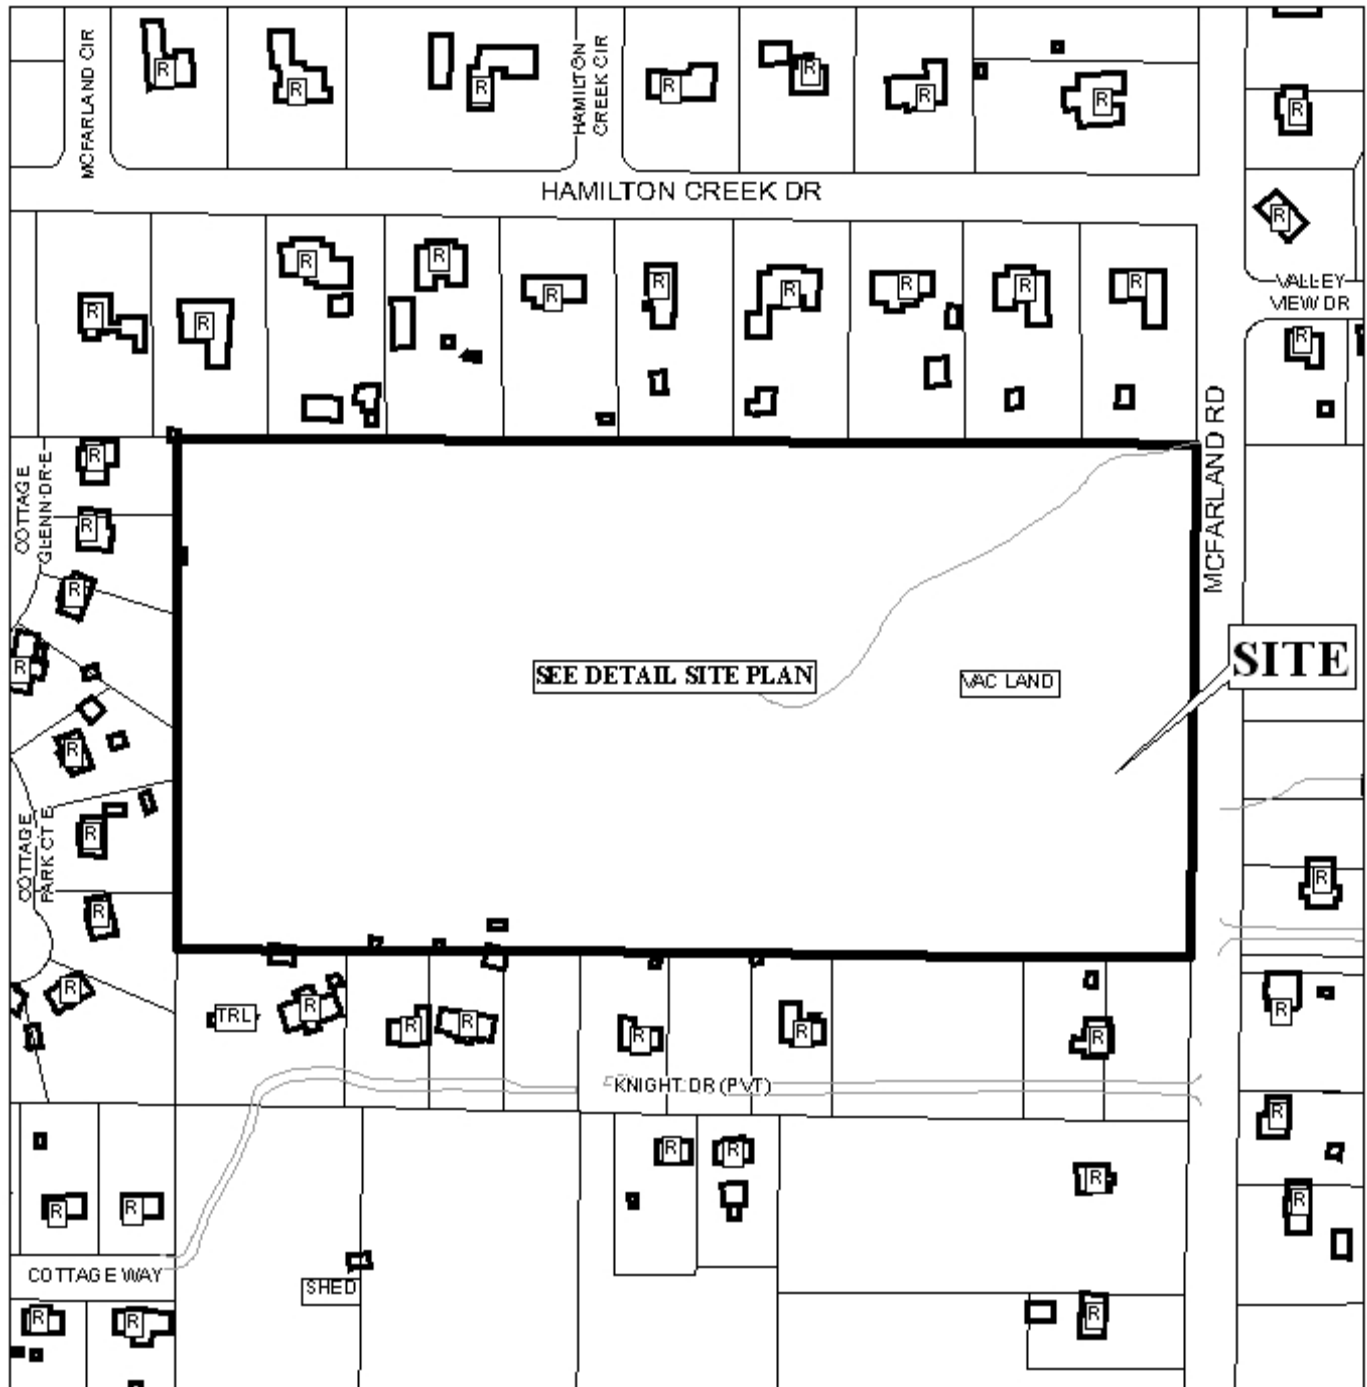 MCFARLAND CIR
R
R
R
HAMILTON
CREEK CIR
R
R
R
R
R
HAMILTON CREEK DR
R
VALLEY
VIEW DR
R
R
R
R
R
R
R
R
R
R
R
R
MCFARLAND RD
COTTAGE
GLENN DR E
R
R
R
R
SEE DETAIL SITE PLAN
VAC LAND
SITE
R
COTTAGE
PARK CT E
R
R
R
R
TRL
R
R
R
R
R
R
R
KNIGHT DR (PVT)
R
R
R
R
R
R
R
R
COTTAGE WAY
SHED
R
R
R